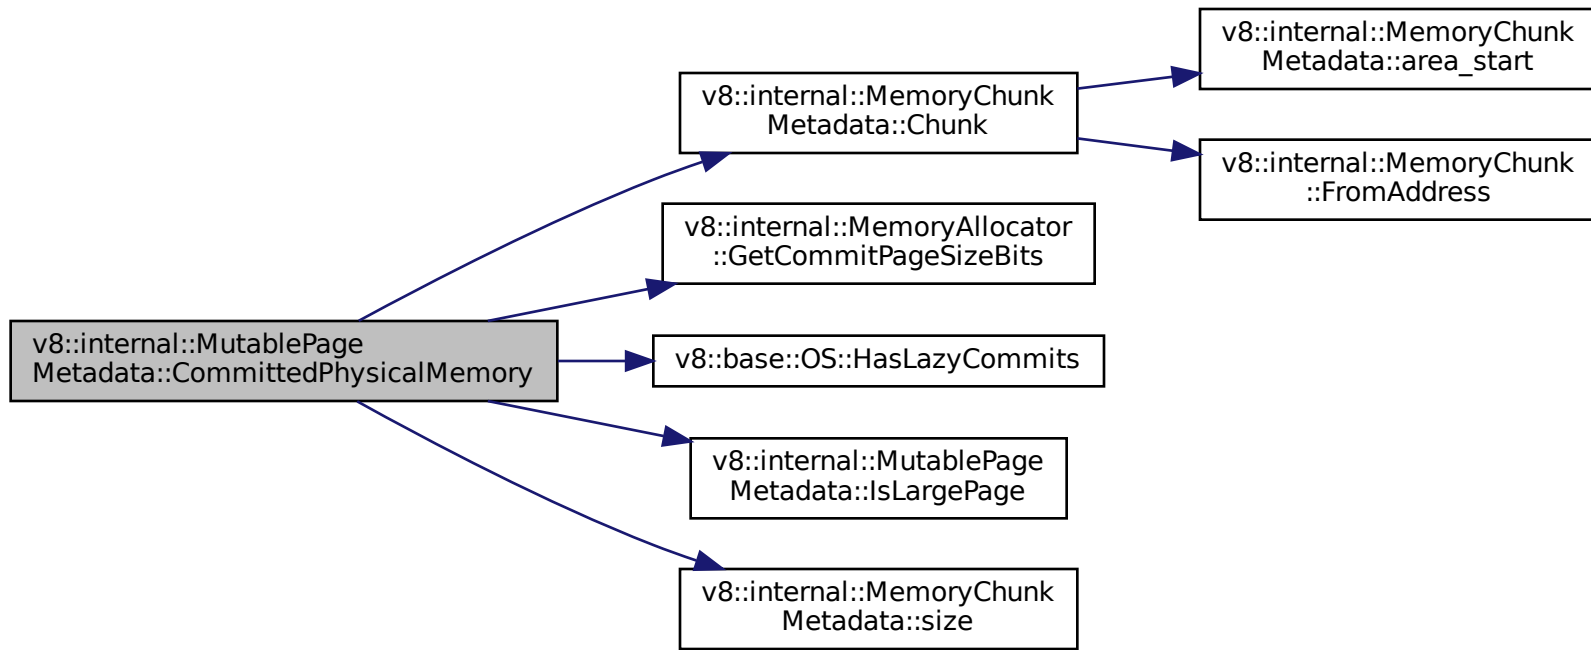 v8::internal::MutablePage
Metadata::CommittedPhysicalMemory
v8::internal::MemoryChunk
Metadata::Chunk
v8::internal::MemoryChunk
Metadata::area_start
v8::internal::MemoryChunk
::FromAddress
v8::internal::MemoryAllocator
::GetCommitPageSizeBits
v8::base::OS::HasLazyCommits
v8::internal::MutablePage
Metadata::IsLargePage
v8::internal::MemoryChunk
Metadata::size